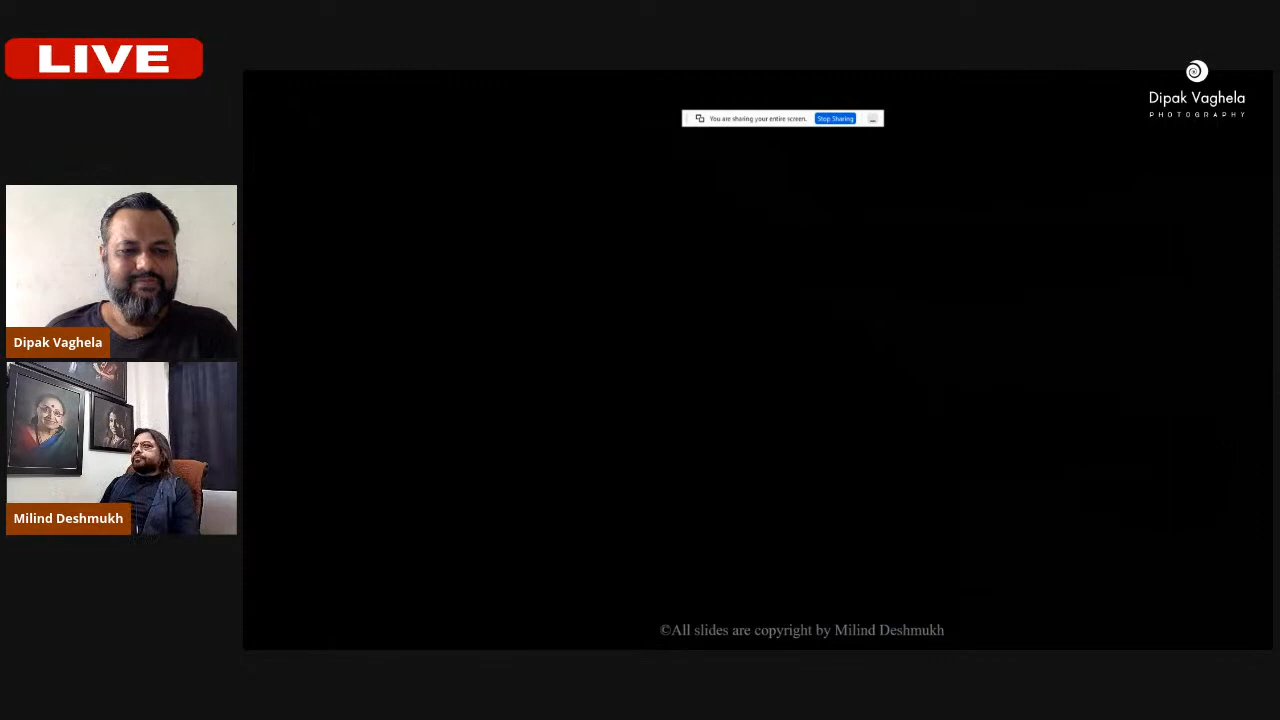 LIVE
Dipak Vaghela
PHOTOGRAPHY
You are sharing your entire screen.
Stop Sharing
Dipak Vaghela
Milind Deshmukh
©All slides are copyright by Milind Deshmukh